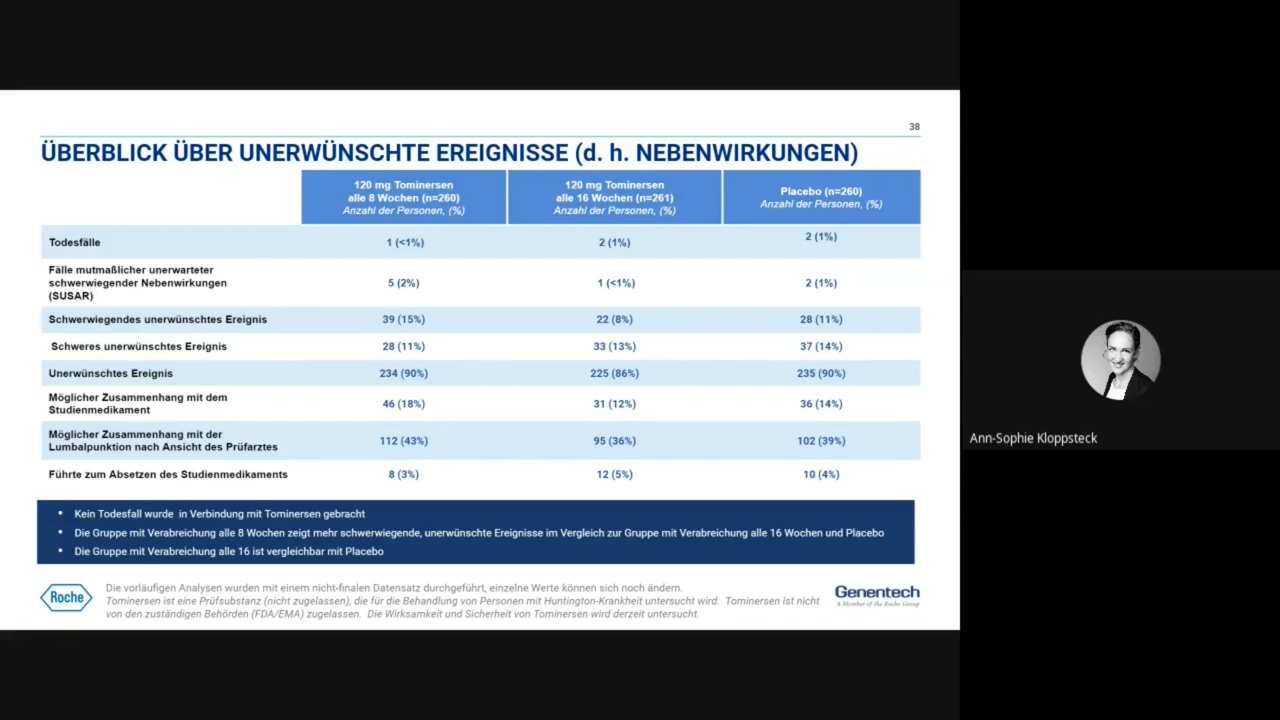 38
ÜBERBLICK ÜBER UNERWÜNSCHTE EREIGNISSE (d. h. NEBENWIRKUNGEN)
120 mg Tominersen
alle 8 Wochen (n=260)
Anzahl der Personen, (%)
120 mg Tominersen
alle 16 Wochen (n=261)
Anzahl der Personen, (%)
Placebo (n=260)
Anzahl der Personen, (%)
Todesfälle
1 (<1%)
2 (1%)
2 (1%)
Fälle mutmaßlicher unerwarteter
schwerwiegender Nebenwirkungen
(SUSAR)
5 (2%)
1 (<1%)
2 (1%)
Schwerwiegendes unerwünschtes Ereignis
39 (15%)
22 (8%)
28 (11%)
Schweres unerwünschtes Ereignis
28 (11%)
33 (13%)
37 (14%)
Unerwünschtes Ereignis
234 (90%)
225 (86%)
235 (90%)
Möglicher Zusammenhang mit dem
Studienmedikament
46 (18%)
31 (12%)
36 (14%)
Möglicher Zusammenhang mit der
Lumbalpunktion nach Ansicht des Prüfarztes
112 (43%)
95 (36%)
102 (39%)
Führte zum Absetzen des Studienmedikaments
8 (3%)
12 (5%)
10 (4%)
• Kein Todesfall wurde in Verbindung mit Tominersen gebracht
• Die Gruppe mit Verabreichung alle 8 Wochen zeigt mehr schwerwiegende, unerwünschte Ereignisse im Vergleich zur Gruppe mit Verabreichung alle 16 Wochen und Placebo
• Die Gruppe mit Verabreichung alle 16 ist vergleichbar mit Placebo
Roche
Die vorläufigen Analysen wurden mit einem nicht-finalen Datensatz durchgeführt, einzelne Werte können sich noch ändern.
Tominersen ist eine Prüfsubstanz (nicht zugelassen), die für die Behandlung von Personen mit Huntington-Krankheit untersucht wird. Tominersen ist nicht
von den zuständigen Behörden (FDA/EMA) zugelassen. Die Wirksamkeit und Sicherheit von Tominersen wird derzeit untersucht.
Genentech
A Member of the Roche Group
Ann-Sophie Kloppsteck